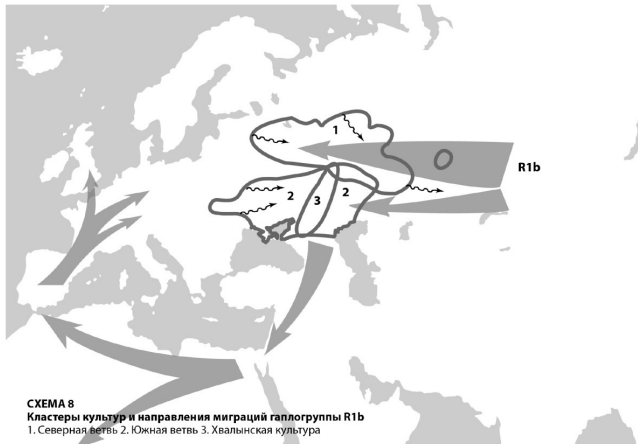 1
R1b
2
3
2
СХЕМА 8
Кластеры культур и направления миграций гаплогруппы R1b
1. Северная ветвь 2. Южная ветвь 3. Хвалынская культура